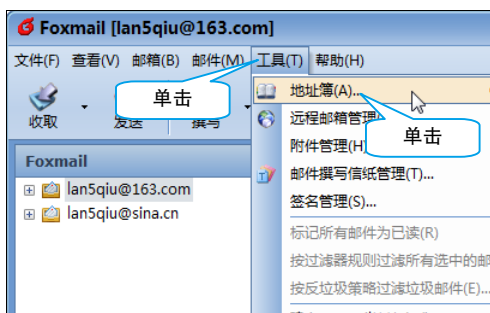 Foxmail [lan5qiu@163.com]
文件(F) 查看(V) 邮箱(B) 邮件(M) 工具(T) 帮助(H)
单击
收取 发送 撰写
地址簿(A)...
远程邮箱管理
单击
附件管理(H)
邮件撰写信纸管理(T)...
签名管理(S)...
标记所有邮件为已读(R)
按过滤器规则过滤所有选中的邮
按反垃圾策略过滤垃圾邮件(E)...
Foxmail
lan5qiu@163.com
lan5qiu@sina.cn